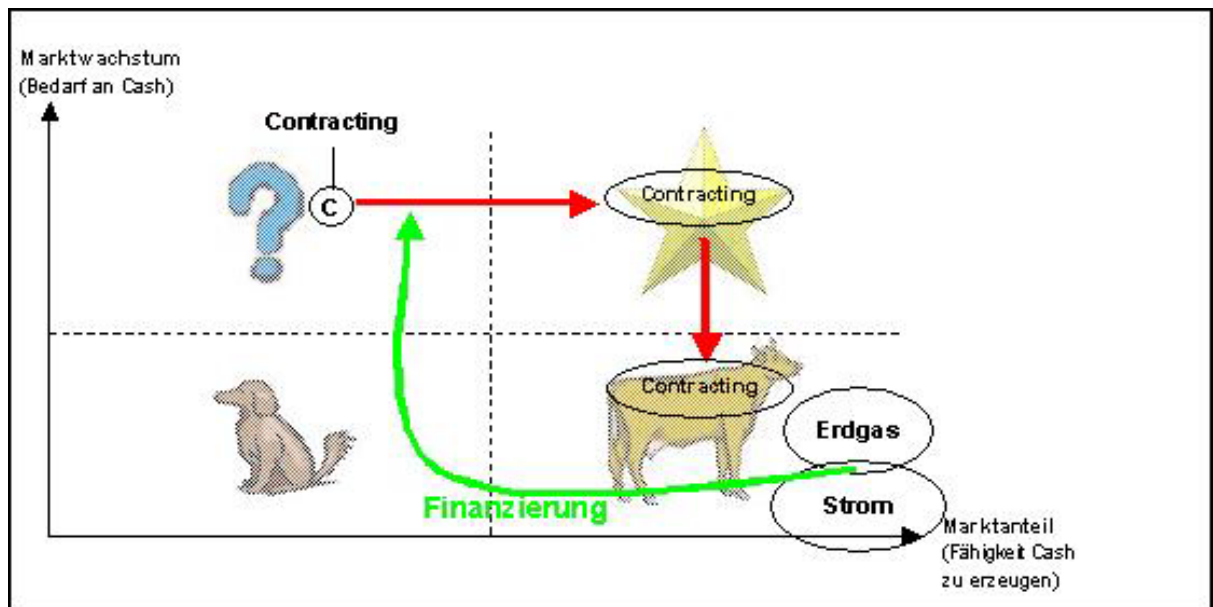 Marktwachstum
(Bedarf an Cash)
Contracting
C
Contracting
Contracting
Erdgas
Strom
Finanzierung
Marktanteil
(Fähigkeit Cash
zu erzeugen)